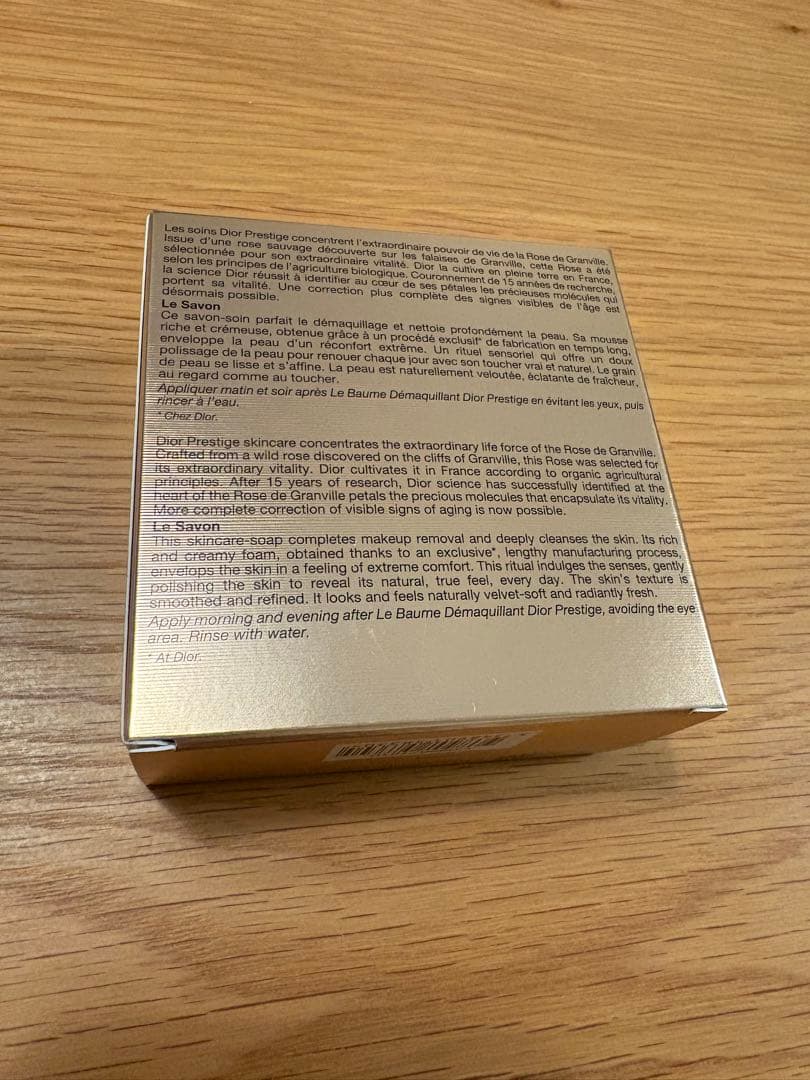 Les soins Dior Prestige concentrent l'extraordinaire pouvoir de vie de la Rose de Granville.
Issue d'une rose sauvage découverte sur les falaises de Granville, cette Rose a été
sélectionnée pour son extraordinaire vitalité. Dior la cultive en pleine terre en France,
selon les principes de l'agriculture biologique. Couronnement de 15 années de recherche,
la science Dior réussit à identifier au cœur de ses pétales les précieuses molécules qui
portent sa vitalité. Une correction plus complète des signes visibles de l'âge est
désormais possible.
Le Savon
Ce savon-soin parfait le démaquillage et nettoie profondément la peau. Sa mousse
riche et crémeuse, obtenue grâce à un procédé exclusif* de fabrication en temps long,
enveloppe la peau d'un réconfort extrême. Un rituel sensoriel qui offre un doux
polissage de la peau pour renouer chaque jour avec son toucher vrai et naturel. Le grain
de peau se lisse et s'affine. La peau est naturellement veloutée, éclatante de fraîcheur,
au regard comme au toucher.
Appliquer matin et soir après Le Baume Démaquillant Dior Prestige en évitant les yeux, puis
rincer à l'eau.
* Chez Dior.
Dior Prestige skincare concentrates the extraordinary life force of the Rose de Granville.
Crafted from a wild rose discovered on the cliffs of Granville, this Rose was selected for
its extraordinary vitality. Dior cultivates it in France according to organic agricultural
principles. After 15 years of research, Dior science has successfully identified at the
heart of the Rose de Granville petals the precious molecules that encapsulate its vitality.
More complete correction of visible signs of aging is now possible.
Le Savon
This skincare-soap completes makeup removal and deeply cleanses the skin. Its rich
and creamy foam, obtained thanks to an exclusive*, lengthy manufacturing process,
envelops the skin in a feeling of extreme comfort. This ritual indulges the senses, gently
polishing the skin to reveal its natural, true feel, every day. The skin's texture is
smoothed and refined. It looks and feels naturally velvet-soft and radiantly fresh.
Apply morning and evening after Le Baume Démaquillant Dior Prestige, avoiding the eye
area. Rinse with water.
* At Dior.